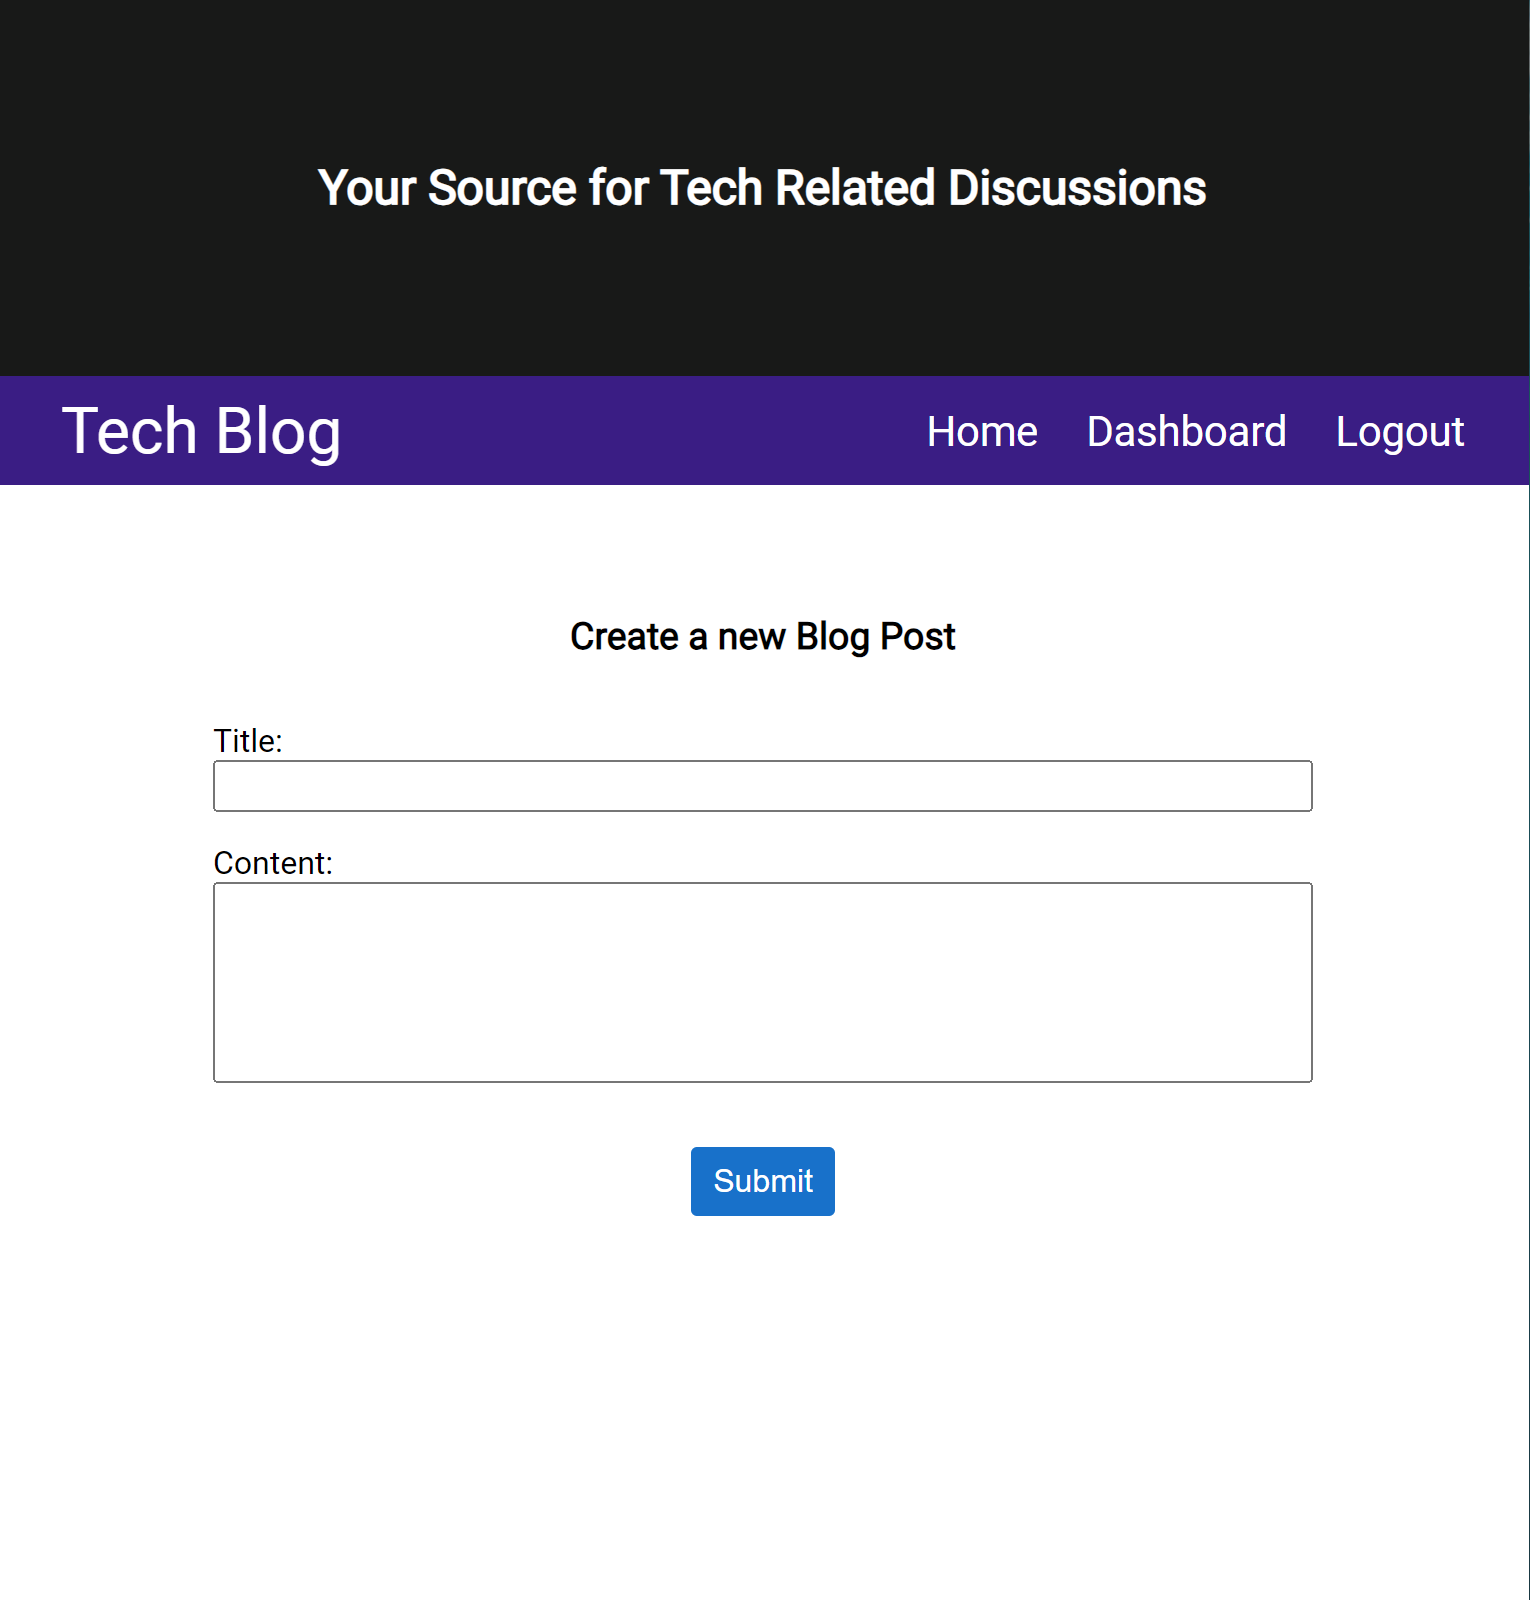 Your Source for Tech Related Discussions
Tech Blog Home Dashboard Logout
Create a new Blog Post
Title:
Content:
Submit